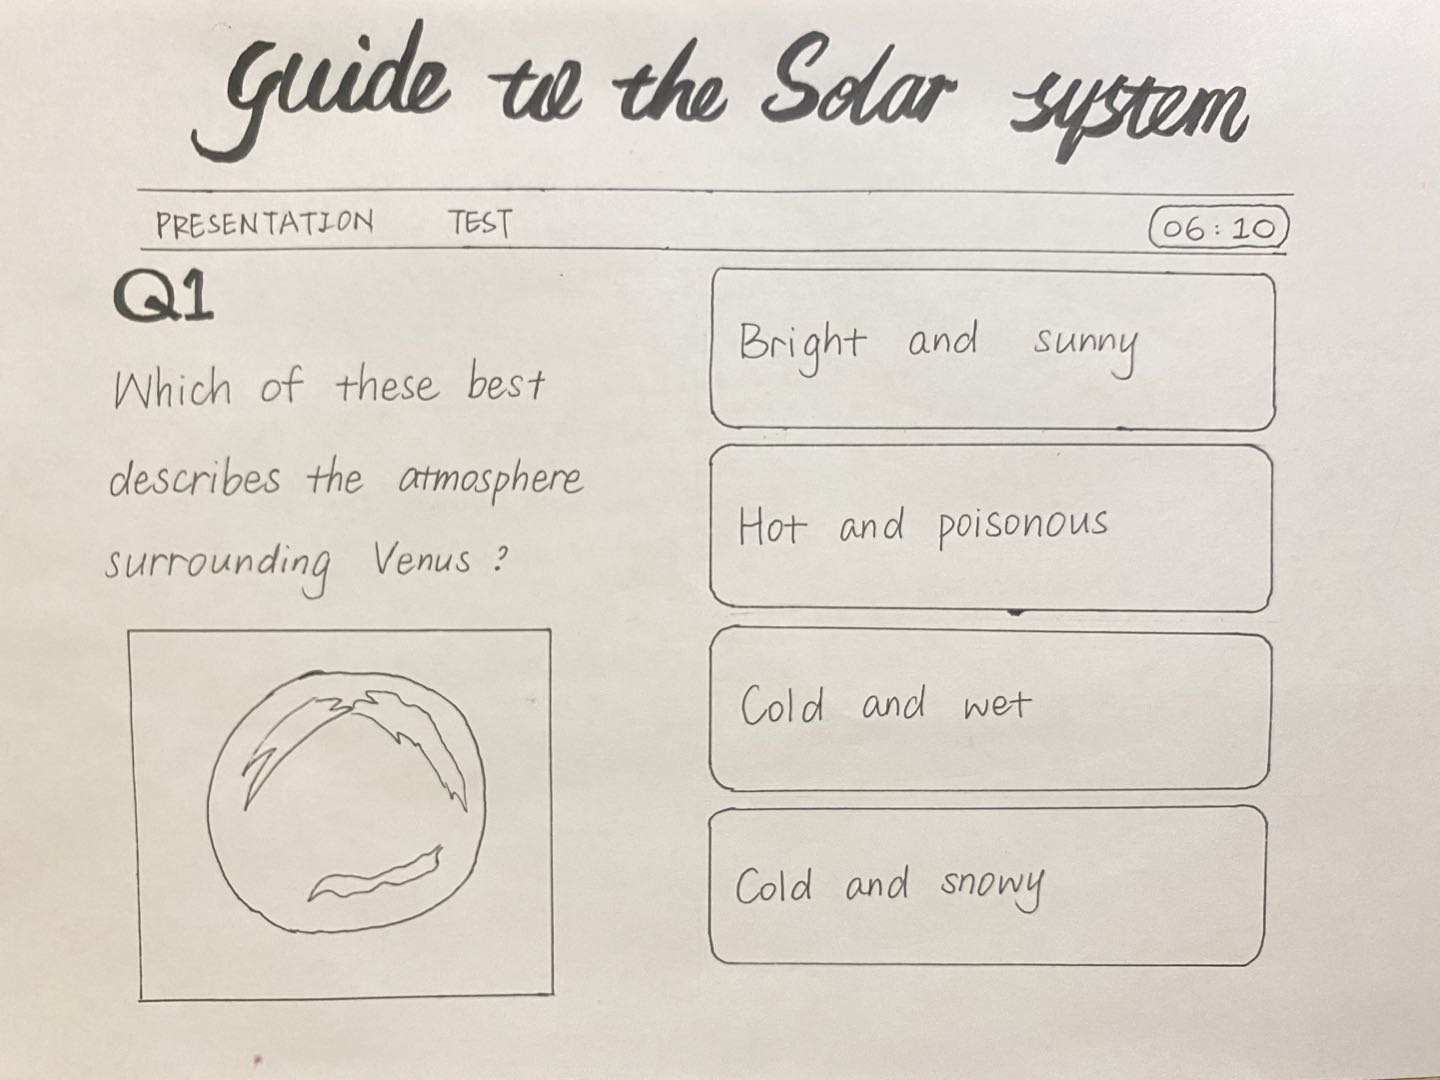 Guide to the Solar system
PRESENTATION TEST 06:10
Q1
Which of these best
describes the atmosphere
surrounding Venus ?
Bright and sunny
Hot and poisonous
Cold and wet
Cold and snowy